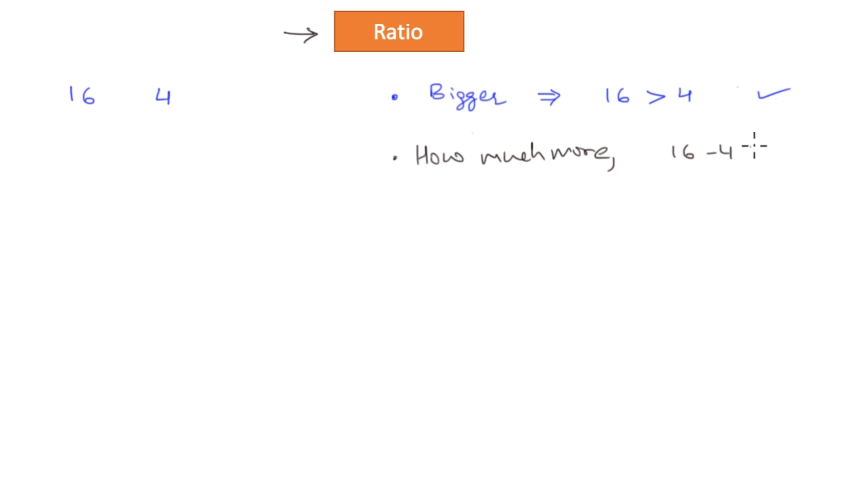 → Ratio
16 4
• Bigger ⇒ 16 > 4 ✓
• How much more, 16 - 4